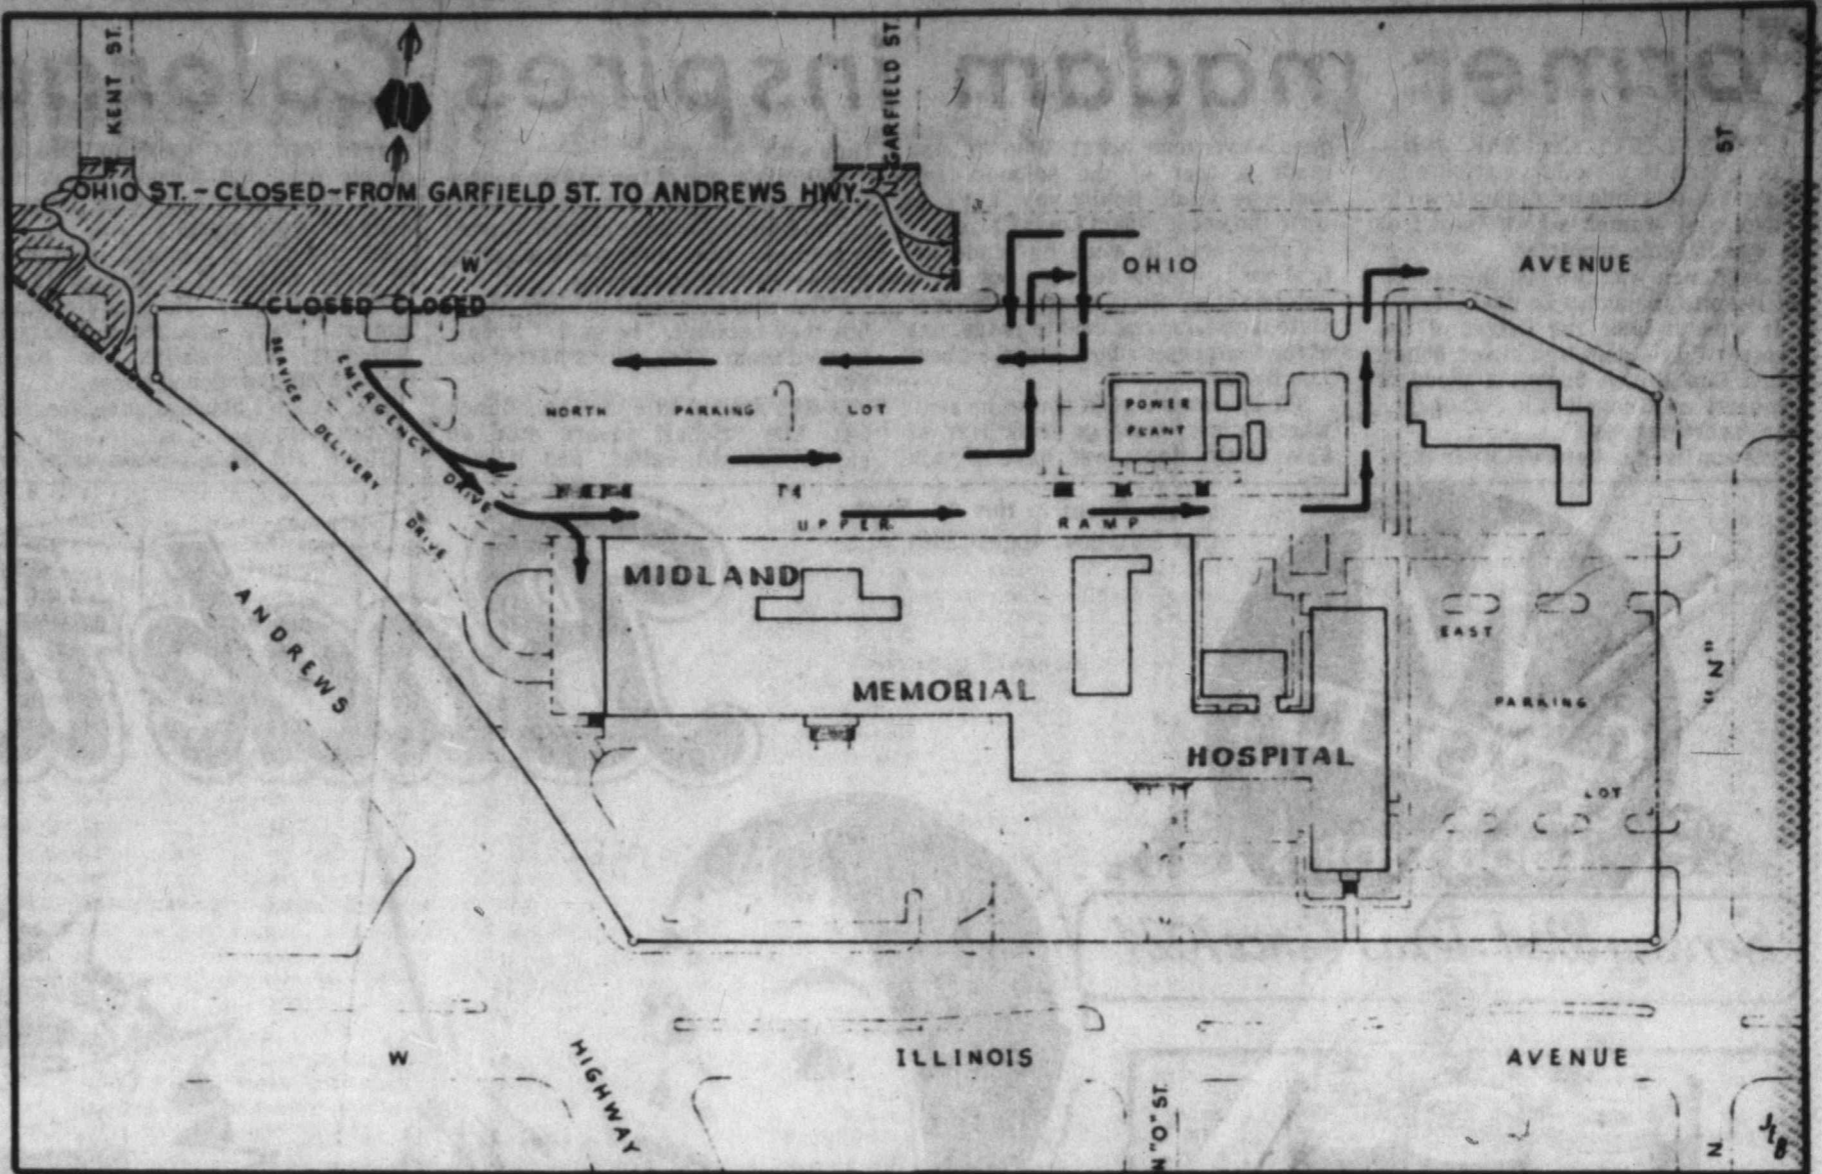 KENT ST.
GARFIELD ST.
ST
OHIO ST. - CLOSED - FROM GARFIELD ST. TO ANDREWS HWY.
W
OHIO
AVENUE
CLOSED CLOSED
SERVICE DELIVERY DRIVE
EMERGENCY DRIVE
NORTH PARKING LOT
POWER
PLANT
UPPER RAMP
MIDLAND
MEMORIAL
HOSPITAL
EAST
PARKING
LOT
"N"
ANDREWS
HIGHWAY
W
ILLINOIS
AVENUE
N "O" ST.
N